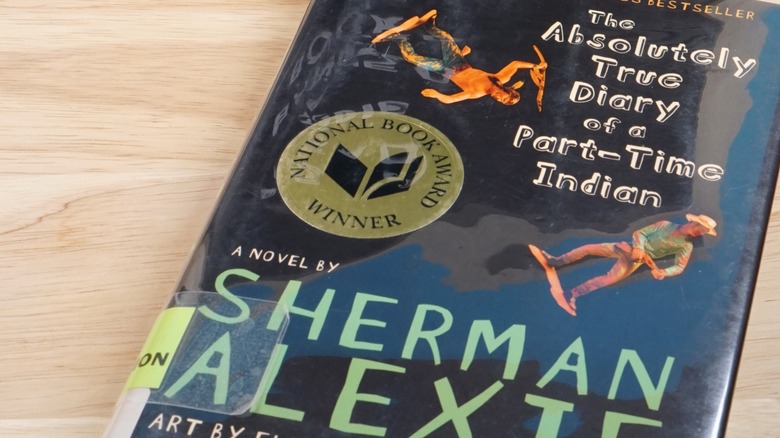 BESTSELLER
The
Absolutely
True
Diary
of a
Part-Time
Indian
NATIONAL BOOK AWARD
WINNER
A NOVEL BY
SHERMAN
ALEXIE
ON
ART BY